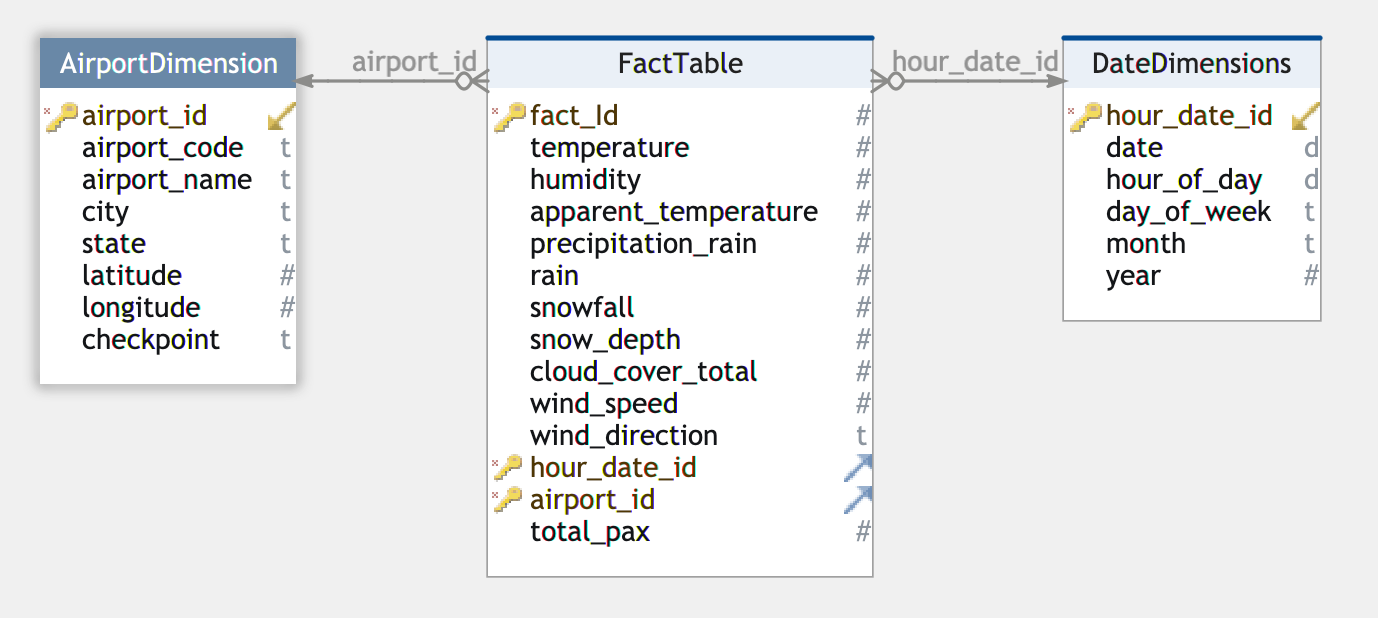 AirportDimension
airport_id
airport_code t
airport_name t
city t
state t
latitude #
longitude #
checkpoint t
airport_id
FactTable
fact_Id #
temperature #
humidity #
apparent_temperature #
precipitation_rain #
rain #
snowfall #
snow_depth #
cloud_cover_total #
wind_speed #
wind_direction t
hour_date_id
airport_id
total_pax #
hour_date_id
DateDimensions
hour_date_id
date d
hour_of_day d
day_of_week t
month t
year #